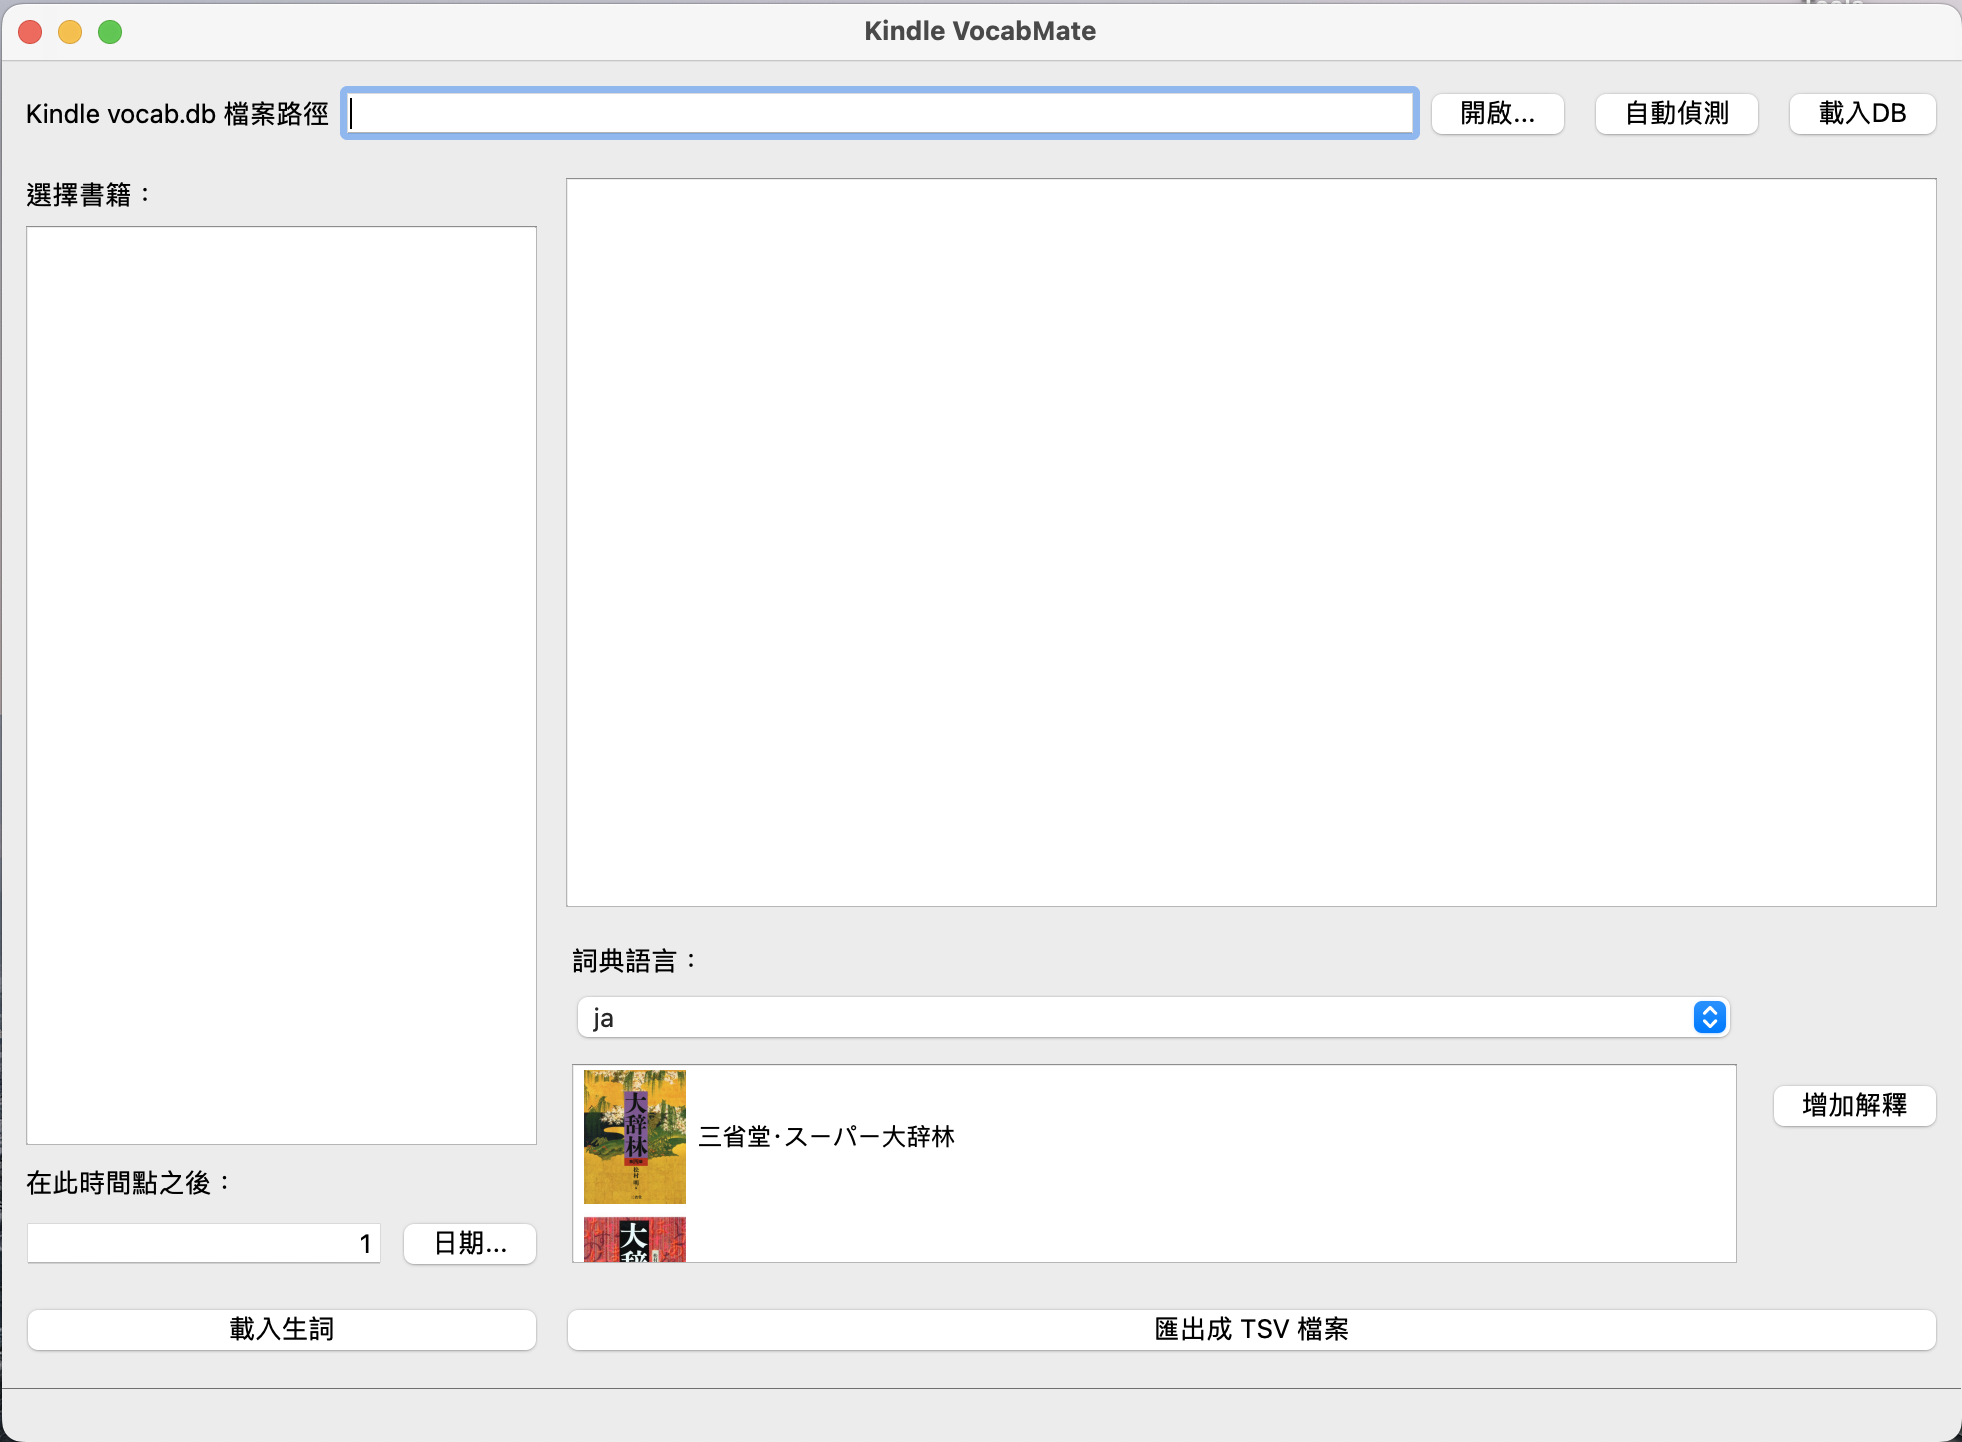 Kindle VocabMate
Kindle vocab.db 檔案路徑
開啟...
自動偵測
載入DB
選擇書籍：
詞典語言：
ja
大辞林
三省堂·スーパー大辞林
增加解釋
大辞
在此時間點之後：
1
日期...
載入生詞
匯出成 TSV 檔案